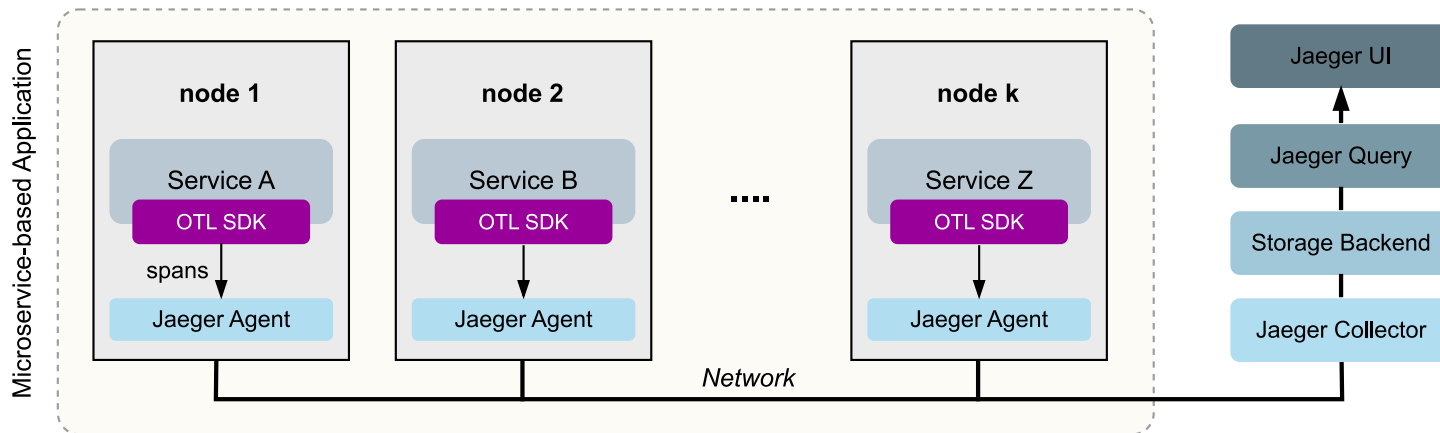 Microservice-based Application
node 1
Service A
OTL SDK
spans
Jaeger Agent
node 2
Service B
OTL SDK
Jaeger Agent
....
node k
Service Z
OTL SDK
Jaeger Agent
Network
Jaeger UI
Jaeger Query
Storage Backend
Jaeger Collector